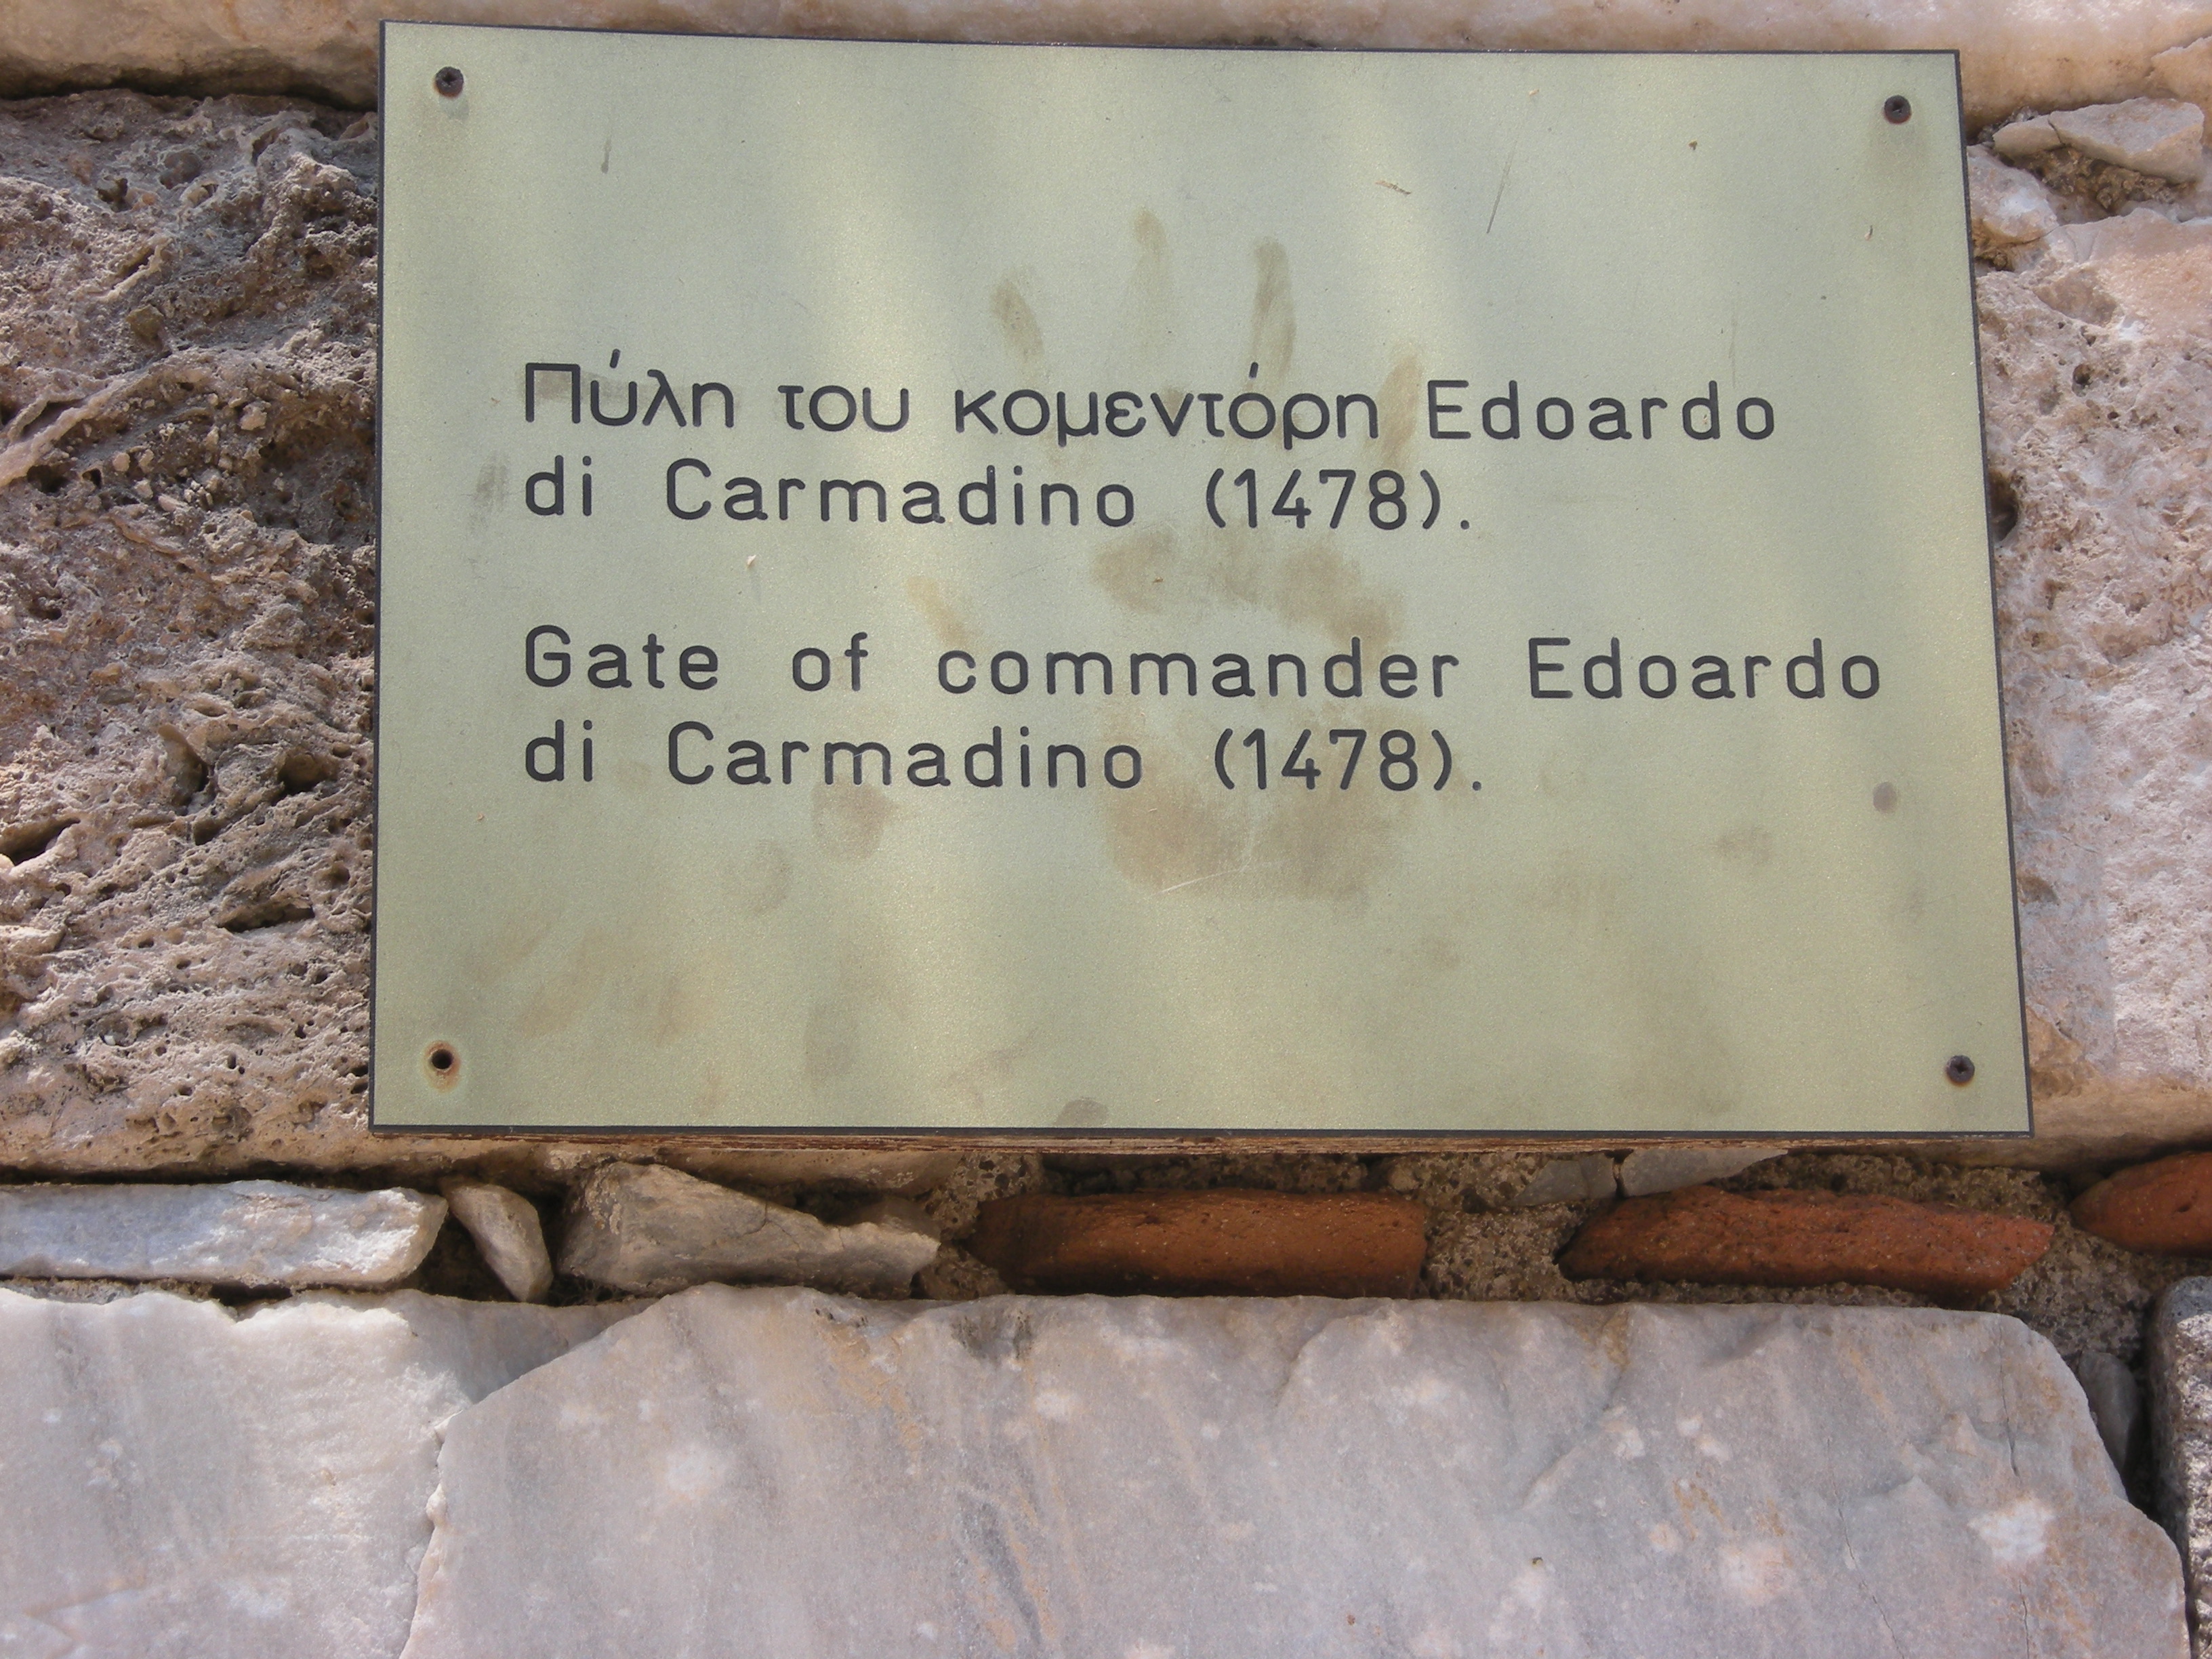 Πύλη του κομεντόρη Edoardo
di Carmadino (1478).
Gate of commander Edoardo
di Carmadino (1478).